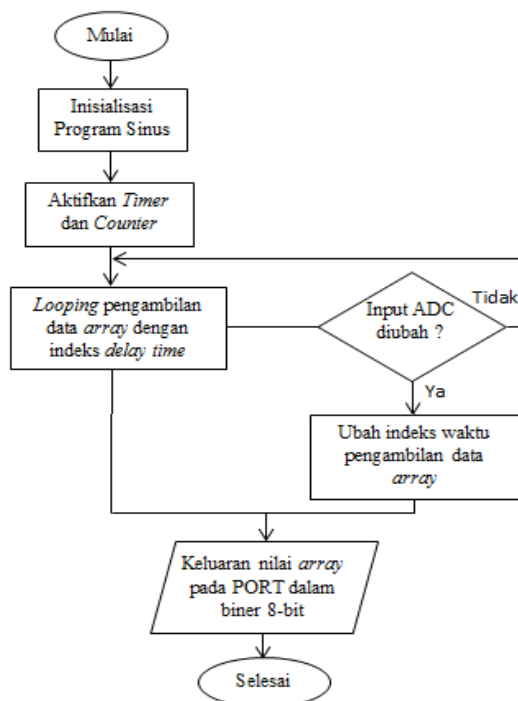 Mulai
Inisialisasi
Program Sinus
Aktifkan Timer
dan Counter
Looping pengambilan
data array dengan
indeks delay time
Input ADC
diubah ?
Tidak
Ya
Ubah indeks waktu
pengambilan data
array
Keluaran nilai array
pada PORT dalam
biner 8-bit
Selesai